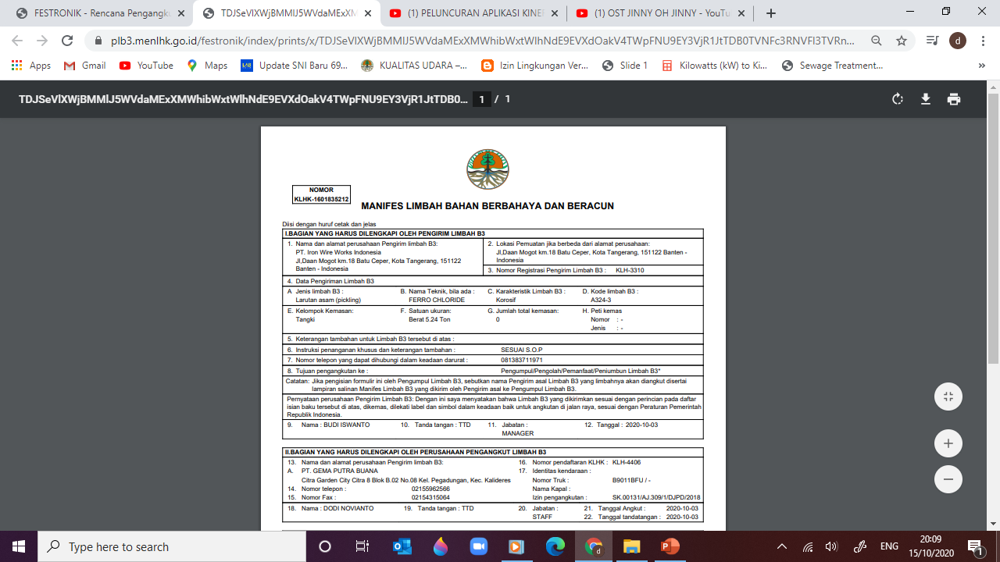 FESTRONIK - Rencana Pengangku
TDJSeVlXWjBMMlJ5WVdaMExXM
(1) PELUNCURAN APLIKASI KINER
(1) OST JINNY OH JINNY - YouTu
plb3.menlhk.go.id/festronik/index/prints/x/TDJSeVlXWjBMMlJ5WVdaMExXMWhibWxtWlhNdE9EVXdOakV4TWpFNU9EY3VjR1JtTDB0TVNFc3RNVFl3TVRn...
d
Apps Gmail YouTube Maps Update SNI Baru 69... KUALITAS UDARA –... Izin Lingkungan Ver... Slide 1 Kilowatts (kW) to Ki... Sewage Treatment... »
TDJSeVlXWjBMMlJ5WVdaMExXMWhibWxtWlhNdE9EVXdOakV4TWpFNU9EY3VjR1JtTDB0... 1 / 1
NOMOR
KLHK-1601835212
MANIFES LIMBAH BAHAN BERBAHAYA DAN BERACUN
Diisi dengan huruf cetak dan jelas
I.BAGIAN YANG HARUS DILENGKAPI OLEH PENGIRIM LIMBAH B3
1. Nama dan alamat perusahaan Pengirim limbah B3:
PT. Iron Wire Works Indonesia
Jl,Daan Mogot km.18 Batu Ceper, Kota Tangerang, 151122
Banten - Indonesia
2. Lokasi Pemuatan jika berbeda dari alamat perusahaan:
Jl,Daan Mogot km.18 Batu Ceper, Kota Tangerang, 151122 Banten -
Indonesia
3. Nomor Registrasi Pengirim Limbah B3 : KLH-3310
4. Data Pengiriman Limbah B3
A Jenis limbah B3 : B. Nama Teknik, bila ada : C. Karakteristik Limbah B3 : D. Kode limbah B3 :
Larutan asam (pickling) FERRO CHLORIDE Korosif A324-3
E. Kelompok Kemasan: F. Satuan ukuran: G. Jumlah total kemasan: H. Peti kemas
Tangki Berat 5.24 Ton 0 Nomor : -
Jenis : -
5. Keterangan tambahan untuk Limbah B3 tersebut di atas :
6. Instruksi penanganan khusus dan keterangan tambahan : SESUAI S.O.P
7. Nomor telepon yang dapat dihubungi dalam keadaan darurat : 081383711971
8. Tujuan pengangkutan ke : Pengumpul/Pengolah/Pemanfaat/Peniumbun Limbah B3*
Catatan: Jika pengisian formulir ini oleh Pengumpul Limbah B3, sebutkan nama Pengirim asal Limbah B3 yang limbahnya akan diangkut disertai
lampiran salinan Manifes Limbah B3 yang dikirim oleh Pengirim asal ke Pengumpul Limbah B3.
Pernyataan perusahaan Pengirim Limbah B3: Dengan ini saya menyatakan bahwa Limbah B3 yang dikirimkan sesuai dengan perincian pada daftar
isian baku tersebut di atas, dikemas, dilekati label dan simbol dalam keadaan baik untuk angkutan di jalan raya, sesuai dengan Peraturan Pemerintah
Republik Indonesia.
9. Nama : BUDI ISWANTO 10. Tanda tangan : TTD 11. Jabatan : 12. Tanggal : 2020-10-03
MANAGER
II.BAGIAN YANG HARUS DILENGKAPI OLEH PERUSAHAAN PENGANGKUT LIMBAH B3
13. Nama dan alamat perusahaan Pengirim limbah B3: 16. Nomor pendaftaran KLHK : KLH-4406
A. PT. GEMA PUTRA BUANA 17. Identitas kendaraan :
Citra Garden City Citra 8 Blok B.02 No.08 Kel. Pegadungan, Kec. Kalideres Nomor Truk : B9011BFU / -
14. Nomor telepon : 02155962566 Nama Kapal :
15. Nomor Fax : 02154315064 Izin pengangkutan : SK.00131/AJ.309/1/DJPD/2018
18. Nama : DODI NOVIANTO 19. Tanda tangan : TTD 20. Jabatan : 21. Tanggal Angkut : 2020-10-03
STAFF 22. Tanggal tandatangan : 2020-10-03
Type here to search
ENG
20:09
15/10/2020
1